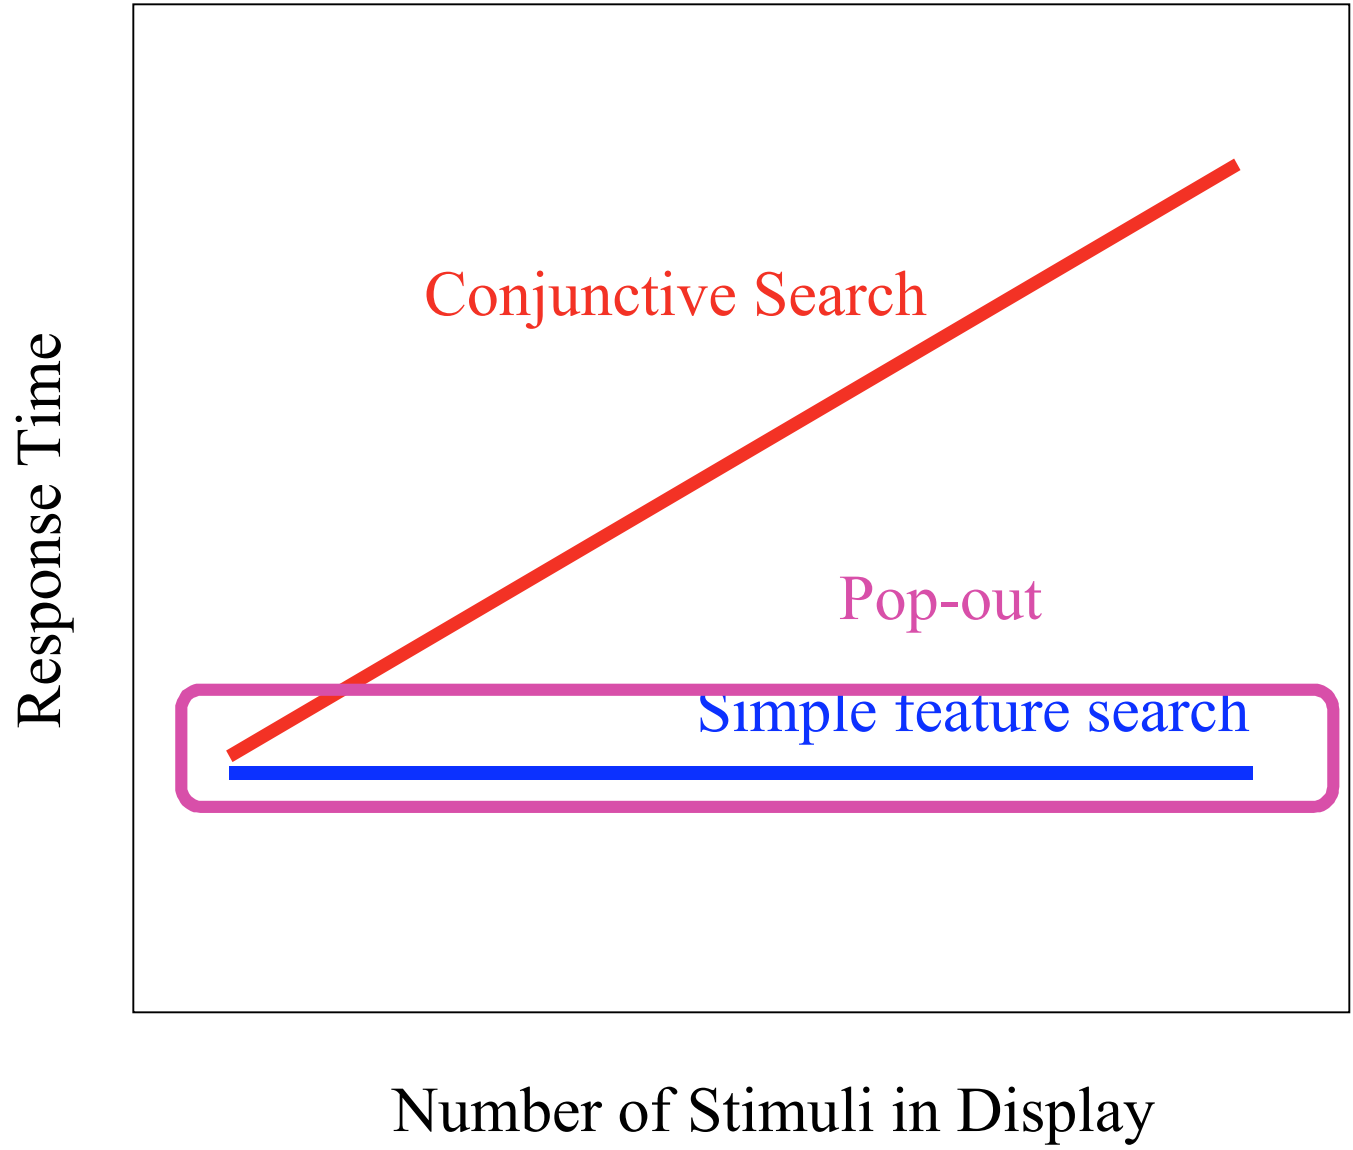 Conjunctive Search
Pop-out
Simple feature search
Response Time
Number of Stimuli in Display